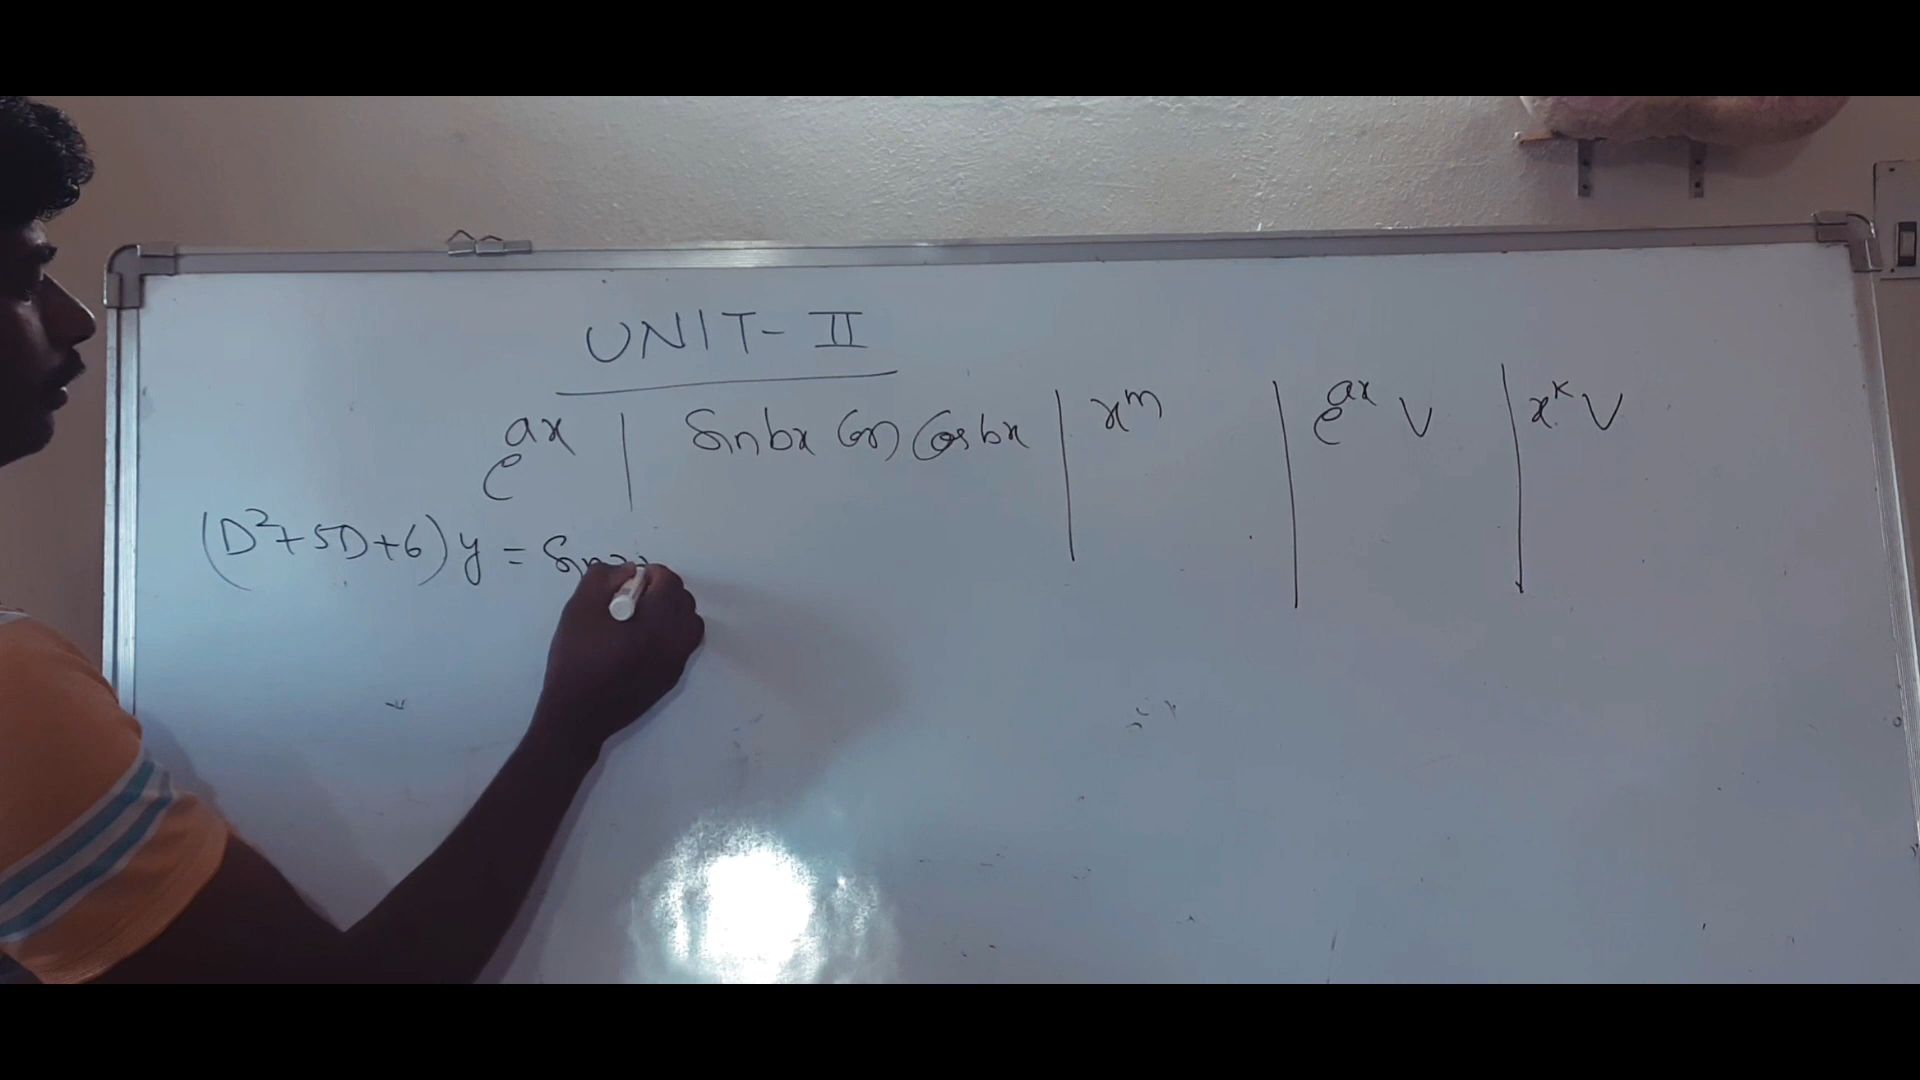 UNIT-II
e^ax | Sinbx (or) Cosbx | x^m | e^ax V | x^k V
(D²+5D+6)y = Sin